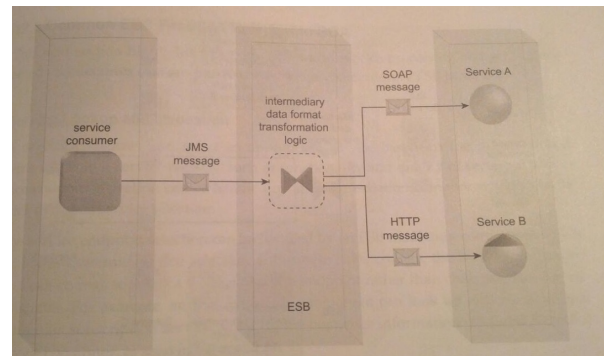 service
consumer
JMS
message
intermediary
data format
transformation
logic
ESB
SOAP
message
Service A
HTTP
message
Service B